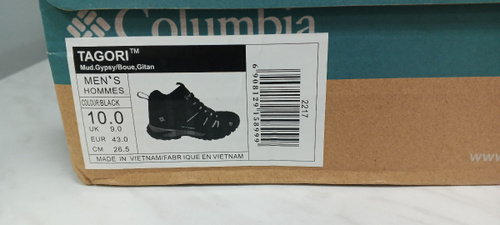 Columbia
TAGORI™
Mud.Gypsy/Boue,Gitan
MEN`S
HOMMES
COLOUR:BLACK
10.0
UK 9.0
EUR 43.0
CM 26.5
MADE IN VIETNAM/FABRIQUE EN VIETNAM
6908129158999
2217
www.